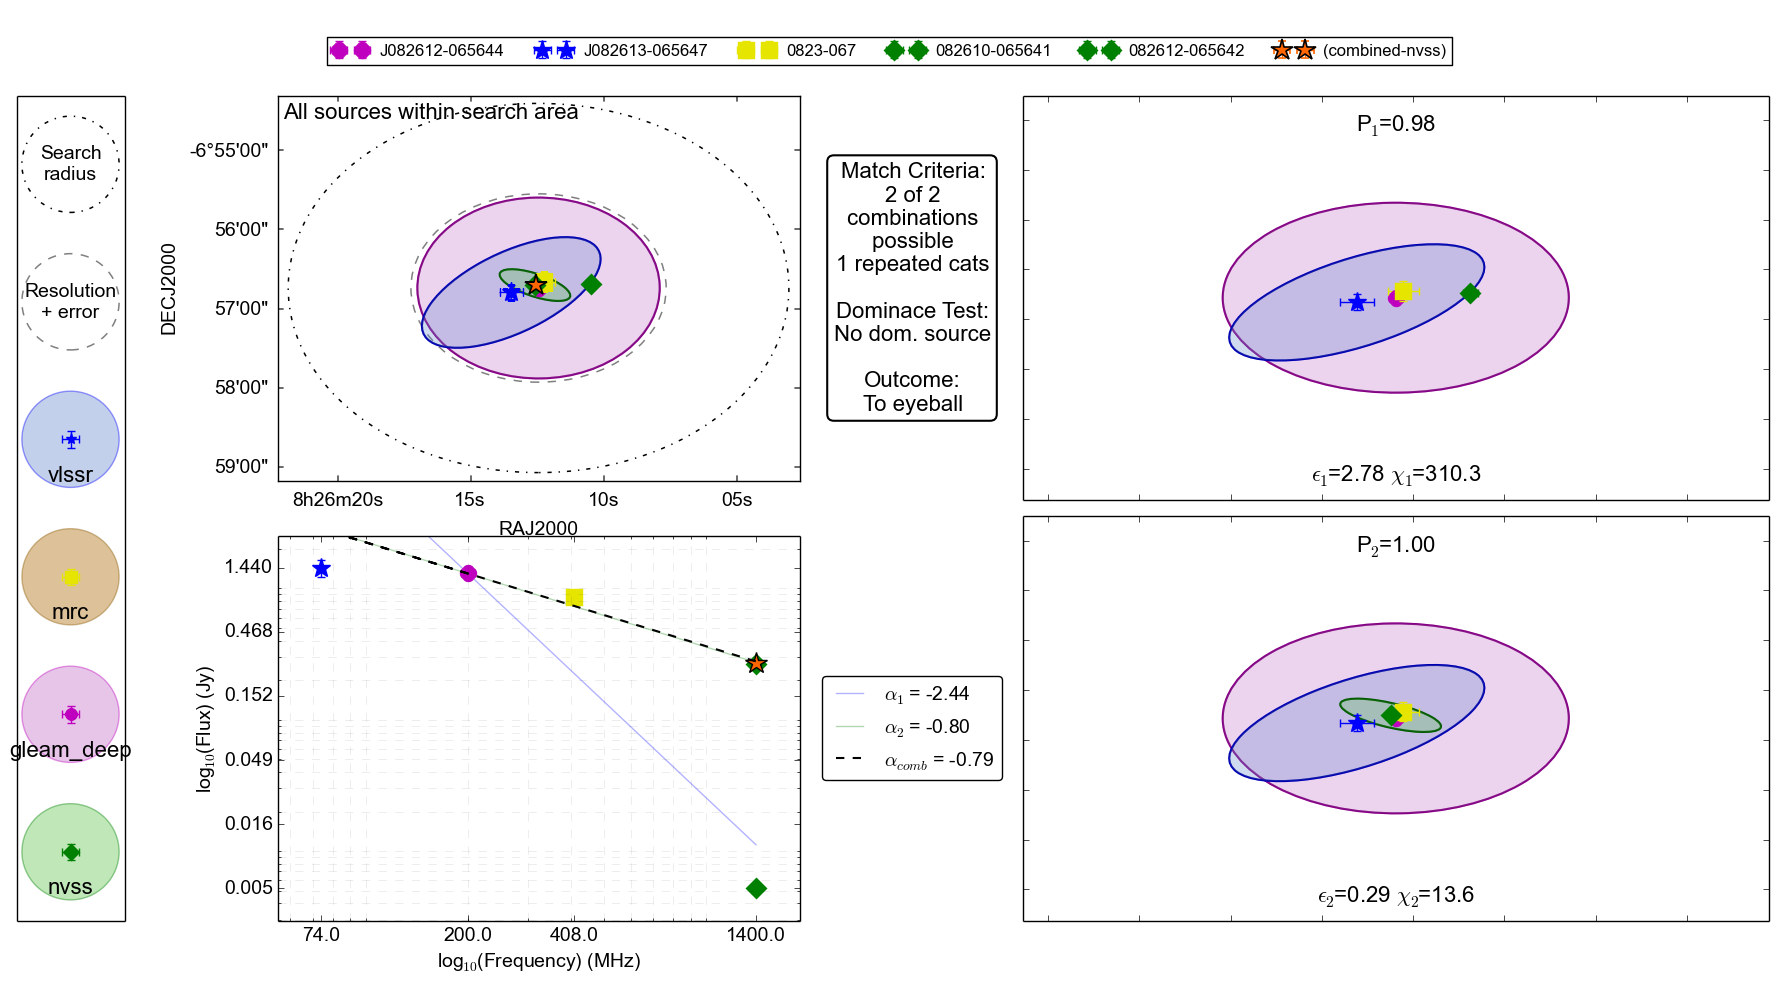 J082612-065644 J082613-065647 0823-067 082610-065641 082612-065642 (combined-nvss)
Search
radius
Resolution
+ error
vlssr
mrc
gleam_deep
nvss
All sources within search area
DECJ2000
-6°55'00"
56'00"
57'00"
58'00"
59'00"
8h26m20s 15s 10s 05s
RAJ2000
Match Criteria:
2 of 2
combinations
possible
1 repeated cats
Dominace Test:
No dom. source
Outcome:
To eyeball
P1=0.98
ϵ1=2.78 χ1=310.3
log10(Flux) (Jy)
1.440
0.468
0.152
0.049
0.016
0.005
74.0 200.0 408.0 1400.0
log10(Frequency) (MHz)
α1 = -2.44
α2 = -0.80
αcomb = -0.79
P2=1.00
ϵ2=0.29 χ2=13.6